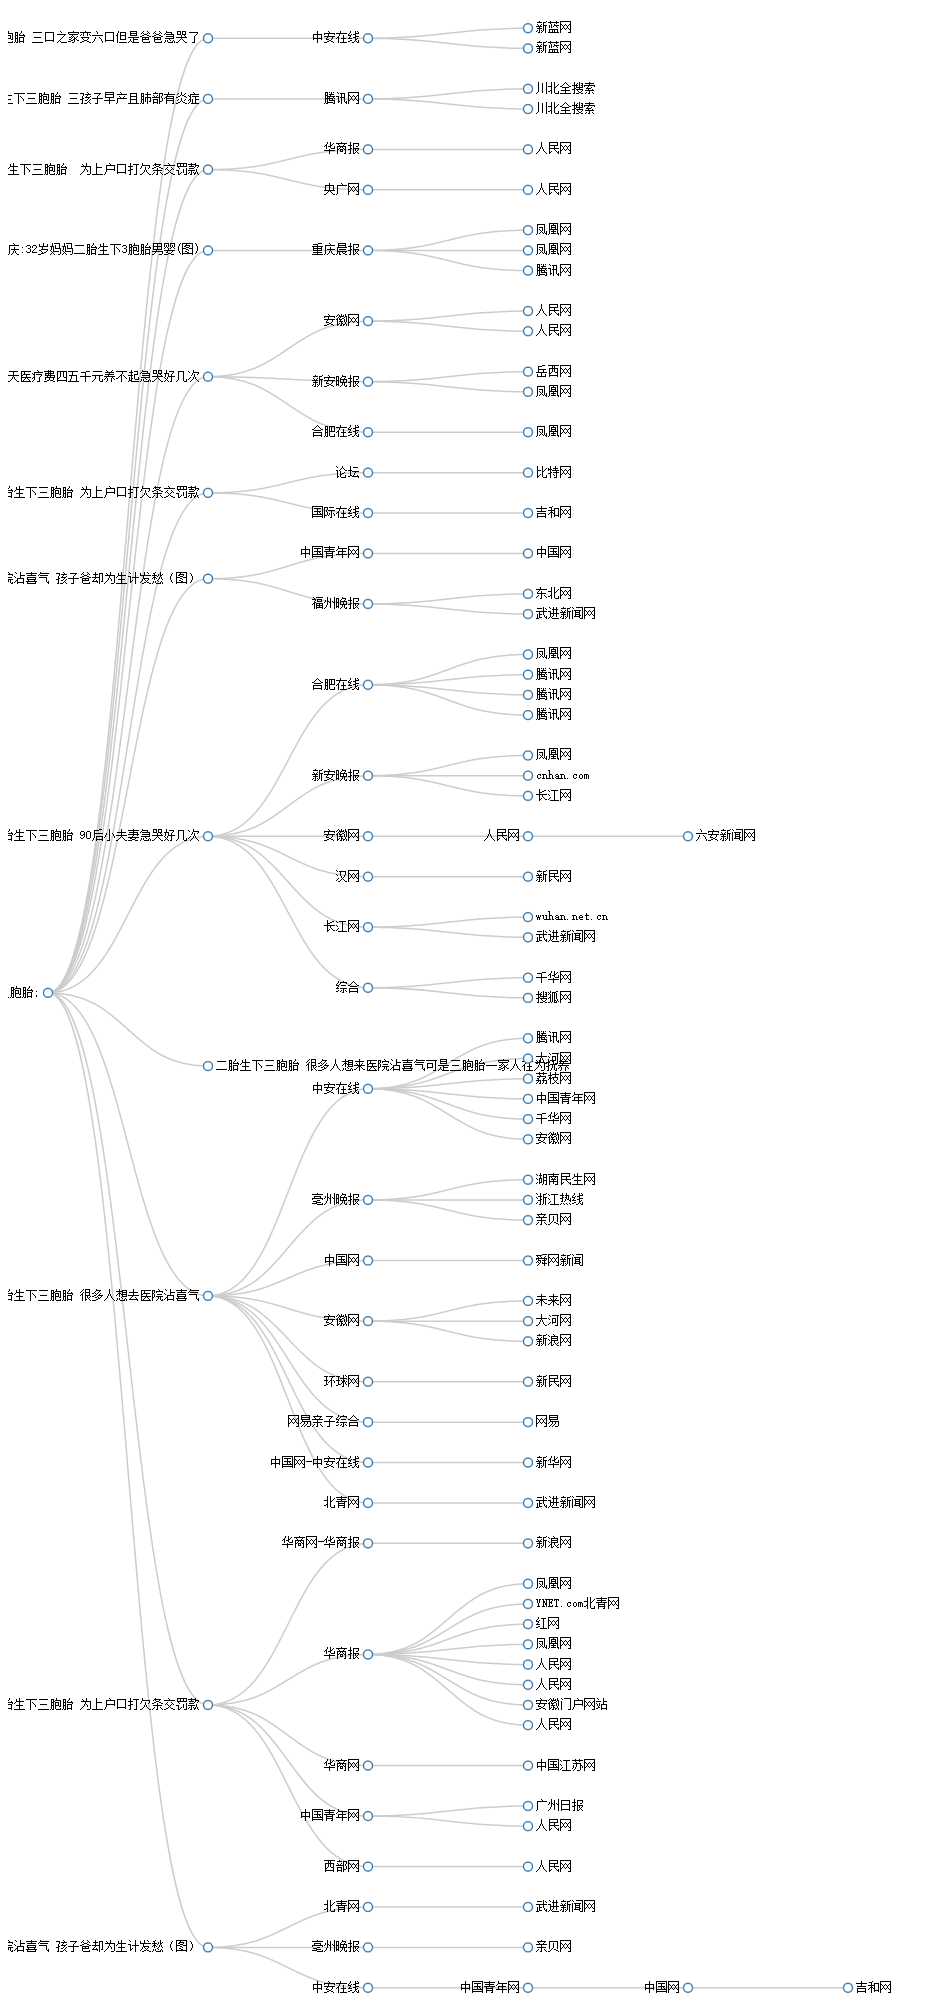 胞胎 三口之家变六口但是爸爸急哭了 中安在线 新蓝网
新蓝网
生下三胞胎 三孩子早产且肺部有炎症 腾讯网 川北全搜索
川北全搜索
生下三胞胎 为上户口打欠条交罚款 华商报 人民网
央广网 人民网
庆:32岁妈妈二胎生下3胞胎男婴(图) 重庆晨报 凤凰网
凤凰网
腾讯网
天医疗费四五千元养不起急哭好几次 安徽网 人民网
人民网
新安晚报 岳西网
凤凰网
合肥在线 凤凰网
胎生下三胞胎 为上户口打欠条交罚款 论坛 比特网
国际在线 吉和网
院沾喜气 孩子爸却为生计发愁（图） 中国青年网 中国网
福州晚报 东北网
武进新闻网
胎生下三胞胎 90后小夫妻急哭好几次 合肥在线 凤凰网
腾讯网
腾讯网
腾讯网
新安晚报 凤凰网
cnhan.com
长江网
安徽网 人民网 六安新闻网
汉网 新民网
长江网 wuhan.net.cn
武进新闻网
综合 千华网
搜狐网
胞胎;
二胎生下三胞胎 很多人想来医院沾喜气可是三胞胎一家人在为抚养
胎生下三胞胎 很多人想去医院沾喜气 中安在线 腾讯网
大河网
荔枝网
中国青年网
千华网
安徽网
亳州晚报 湖南民生网
浙江热线
亲贝网
中国网 舜网新闻
安徽网 未来网
大河网
新浪网
环球网 新民网
网易亲子综合 网易
中国网-中安在线 新华网
北青网 武进新闻网
胎生下三胞胎 为上户口打欠条交罚款 华商网-华商报 新浪网
华商报 凤凰网
YNET.com北青网
红网
凤凰网
人民网
人民网
安徽门户网站
人民网
华商网 中国江苏网
中国青年网 广州日报
人民网
西部网 人民网
院沾喜气 孩子爸却为生计发愁（图） 北青网 武进新闻网
亳州晚报 亲贝网
中安在线 中国青年网 中国网 吉和网